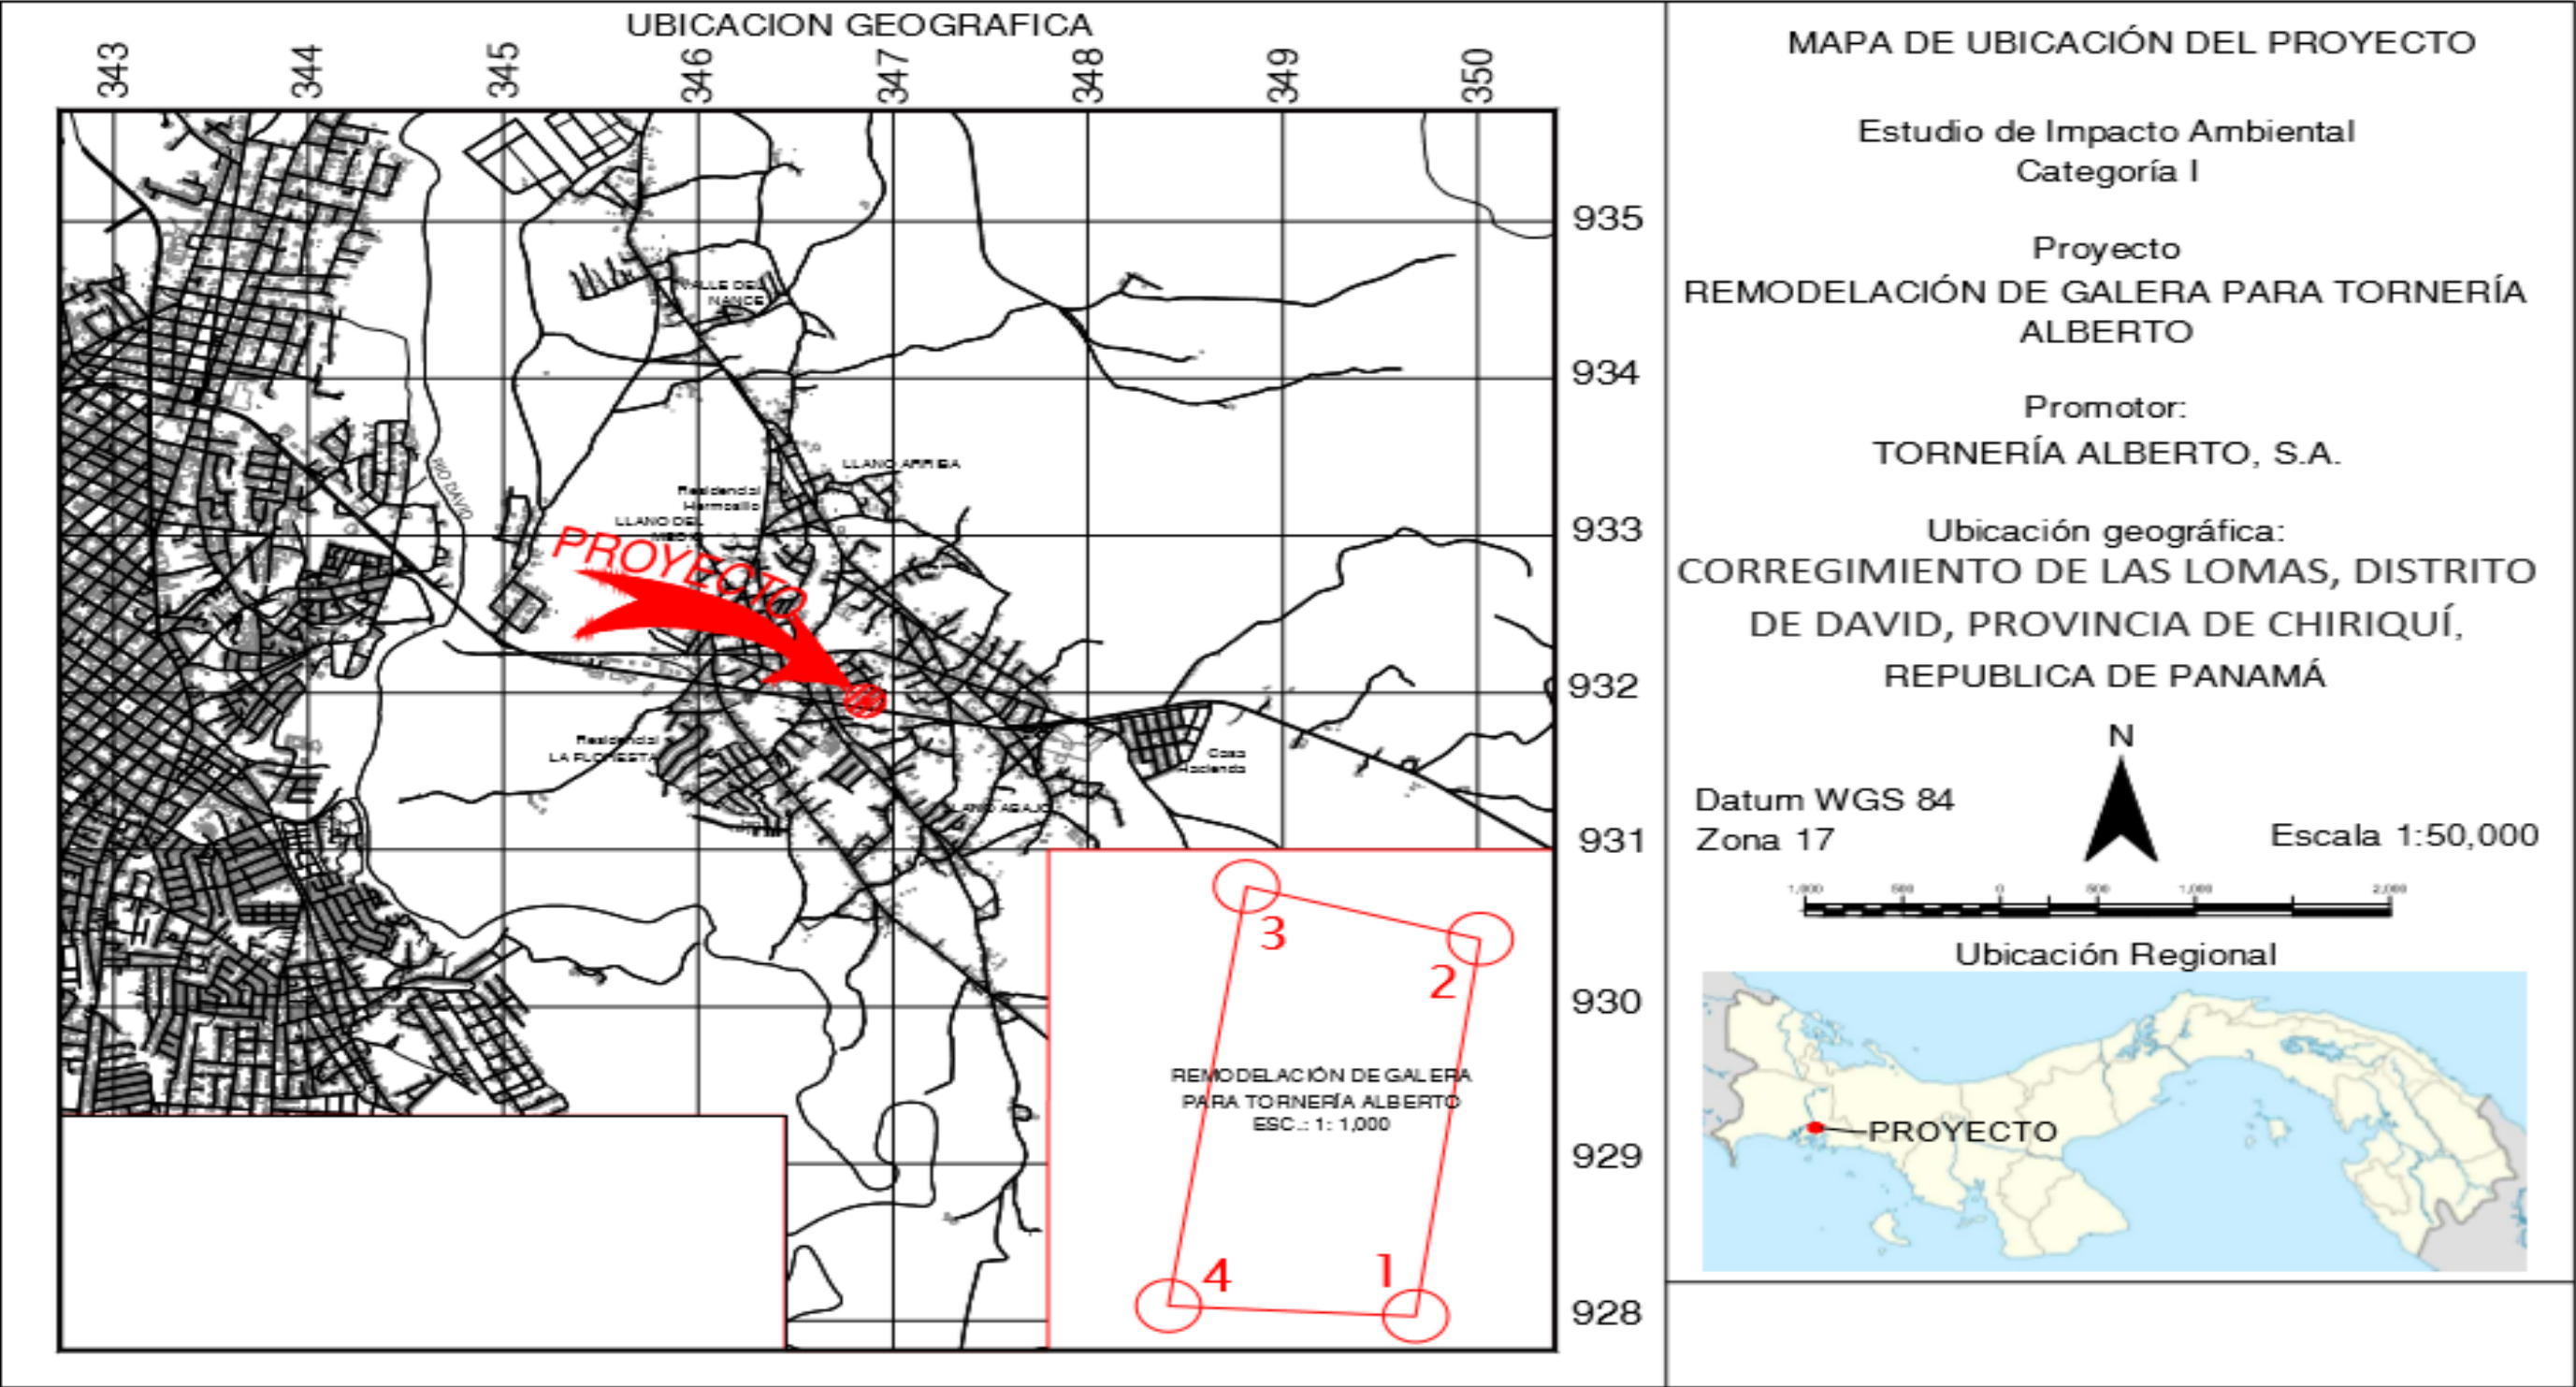 UBICACION GEOGRAFICA
343 344 345 346 347 348 349 350
935
934
933
932
931
930
929
928
VALLE DEL
NANCE
LLANO ARRIBA
Residencial
Hermosillo
LLANO DEL
MEDIO
RIO DAVID
PROYECTO
Residencial
LA FLORESTA
Casa
Hacienda
LLANO ABAJO
3
2
REMODELACIÓN DE GALERA
PARA TORNERÍA ALBERTO
ESC.: 1: 1,000
4
1
MAPA DE UBICACIÓN DEL PROYECTO
Estudio de Impacto Ambiental
Categoría I
Proyecto
REMODELACIÓN DE GALERA PARA TORNERÍA
ALBERTO
Promotor:
TORNERÍA ALBERTO, S.A.
Ubicación geográfica:
CORREGIMIENTO DE LAS LOMAS, DISTRITO
DE DAVID, PROVINCIA DE CHIRIQUÍ,
REPUBLICA DE PANAMÁ
N
Datum WGS 84
Zona 17
Escala 1:50,000
1,000 500 0 500 1,000 2,000
Ubicación Regional
PROYECTO